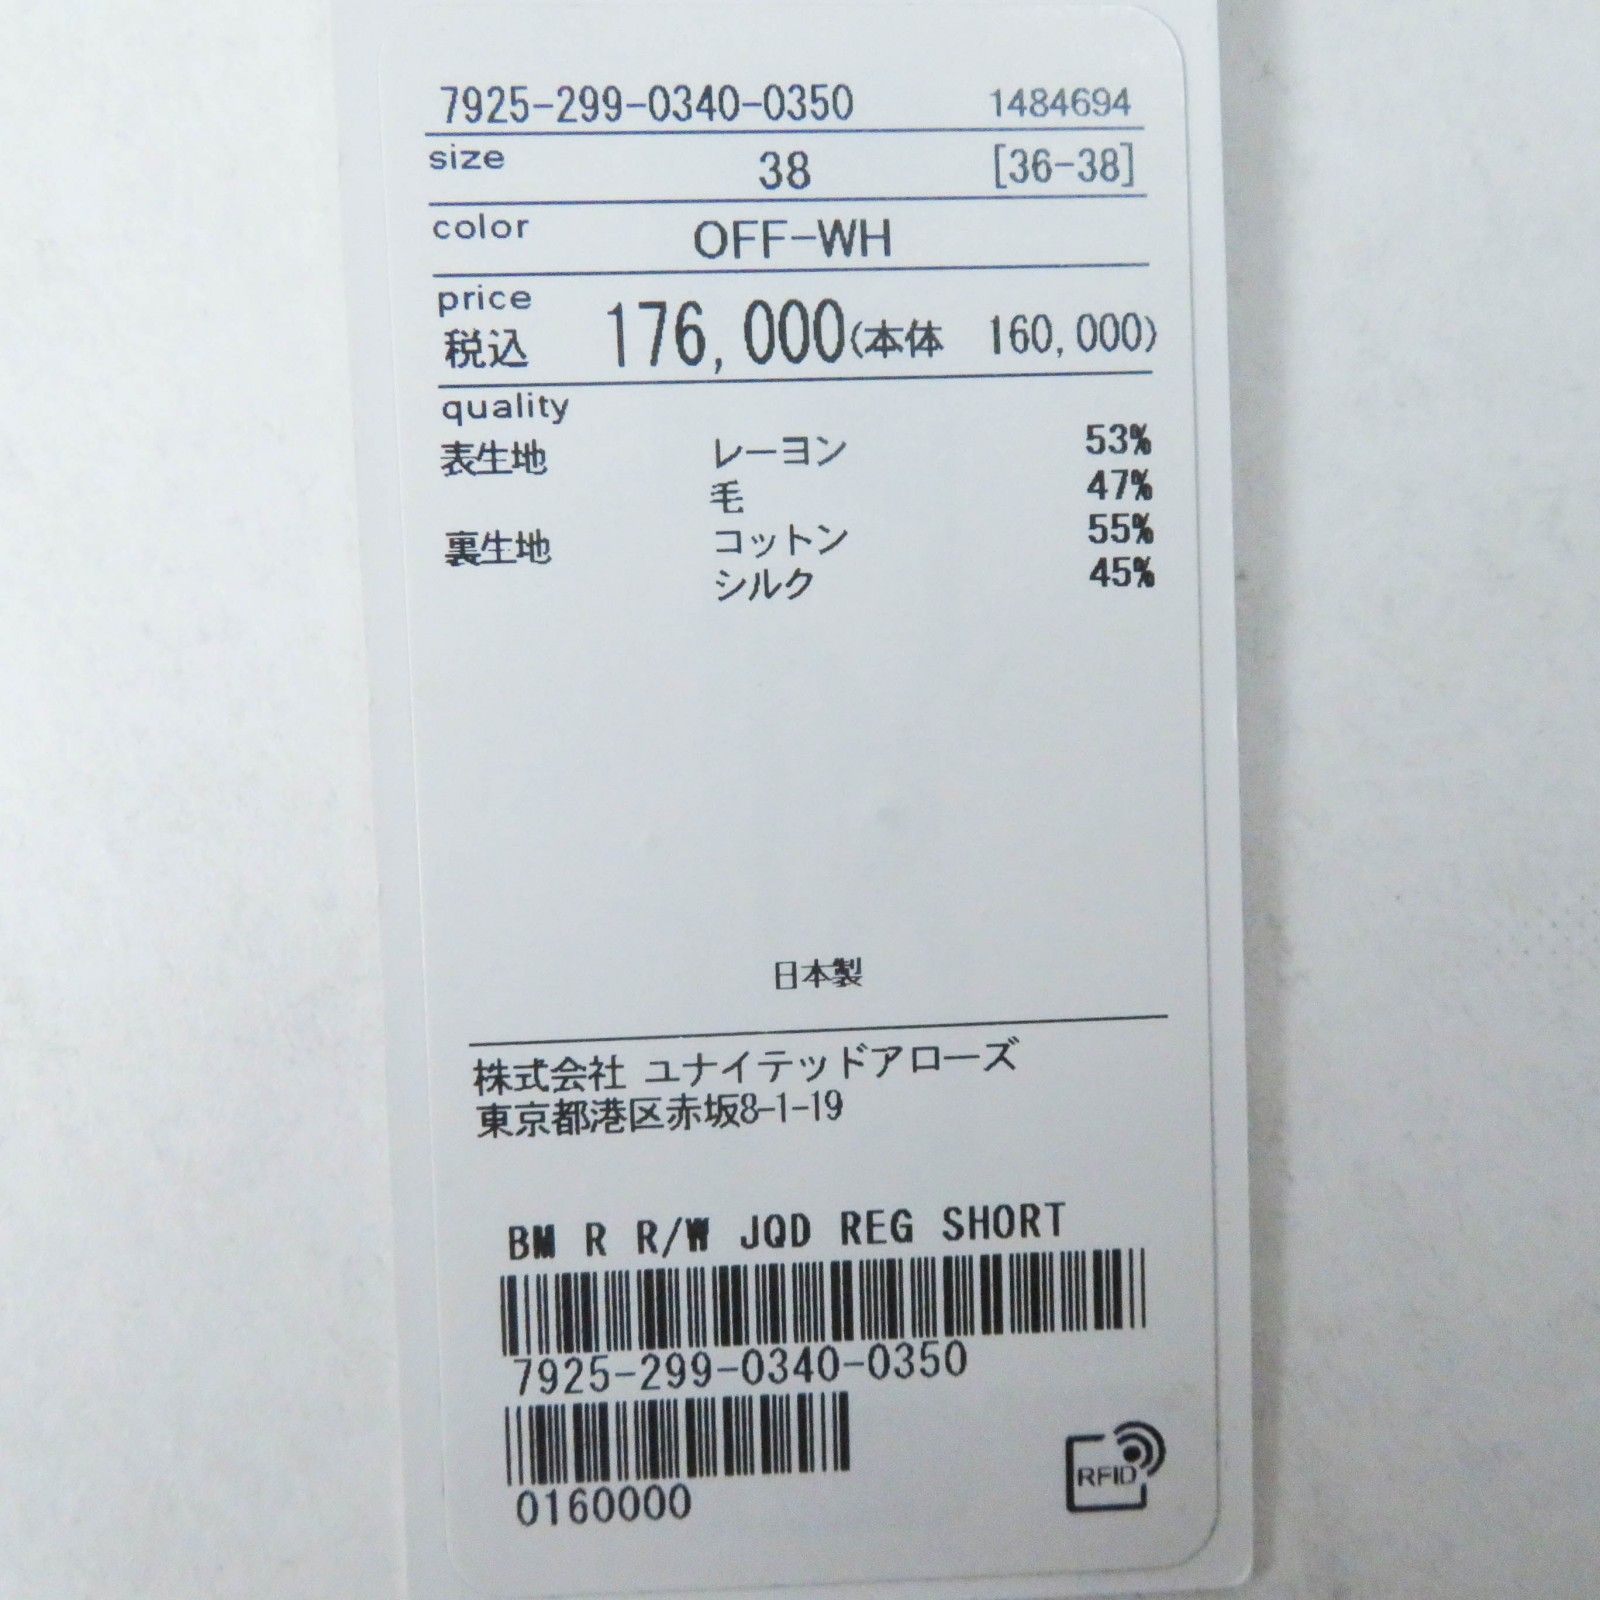 7925-299-0340-0350 1484694
size 38 [36-38]
color OFF-WH
price
税込 176,000(本体 160,000)
quality
表生地 レーヨン 53%
毛 47%
裏生地 コットン 55%
シルク 45%
日本製
株式会社 ユナイテッドアローズ
東京都港区赤坂8-1-19
BM R R/W JQD REG SHORT
7925-299-0340-0350
0160000
RFID